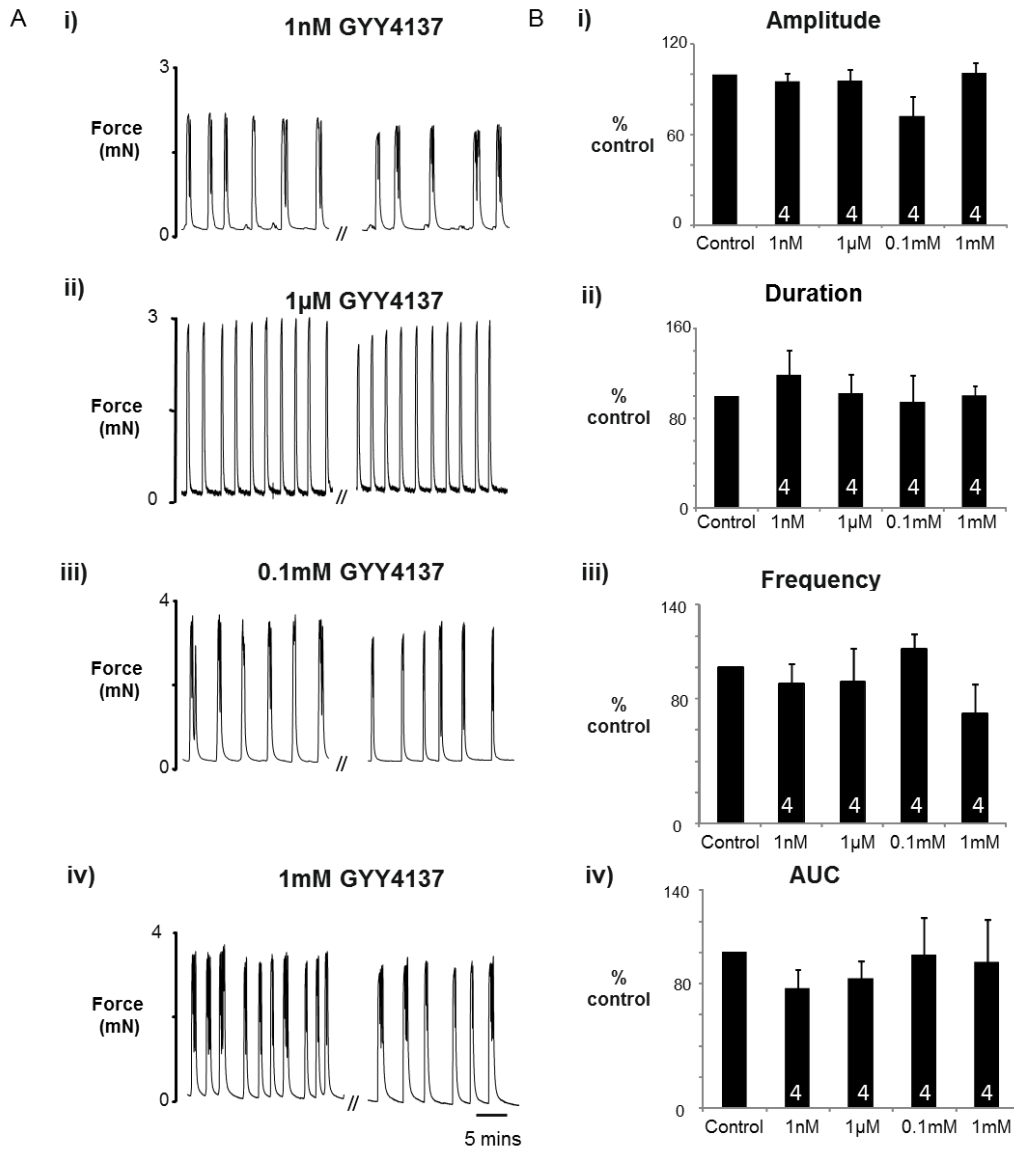 A
i)
1nM GYY4137
3
Force
(mN)
0
//
ii)
1µM GYY4137
3
Force
(mN)
0
//
iii)
0.1mM GYY4137
4
Force
(mN)
0
//
iv)
1mM GYY4137
4
Force
(mN)
0
//
5 mins
B
i)
Amplitude
120
%
control
60
0
4 4 4 4
Control 1nM 1µM 0.1mM 1mM
ii)
Duration
160
%
control
80
0
4 4 4 4
Control 1nM 1µM 0.1mM 1mM
iii)
Frequency
140
%
control
80
0
4 4 4 4
Control 1nM 1µM 0.1mM 1mM
iv)
AUC
140
%
control
80
0
4 4 4 4
Control 1nM 1µM 0.1mM 1mM